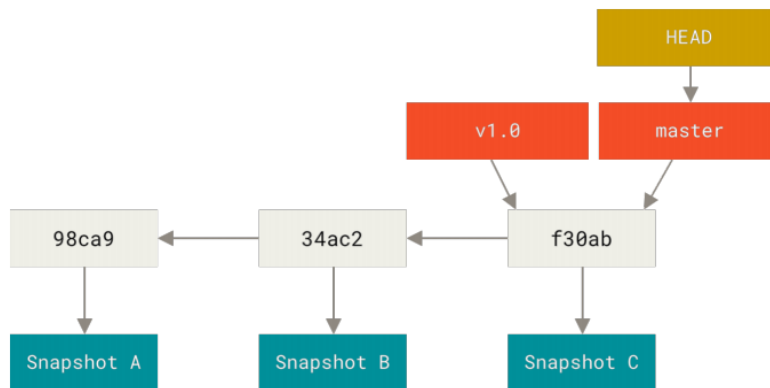 HEAD
v1.0
master
98ca9
34ac2
f30ab
Snapshot A
Snapshot B
Snapshot C